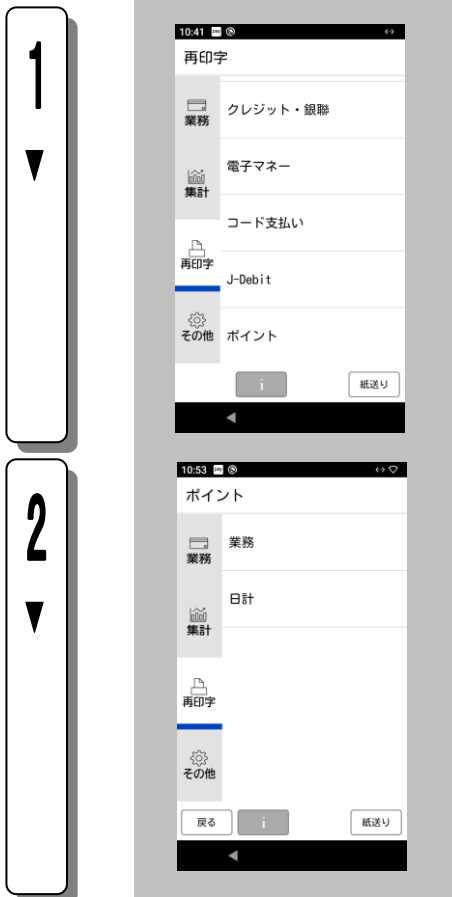 1
▼
10:41
再印字
業務
集計
再印字
その他
クレジット・銀聯
電子マネー
コード支払い
J-Debit
ポイント
i
紙送り
2
▼
10:53
ポイント
業務
集計
再印字
その他
業務
日計
戻る
i
紙送り